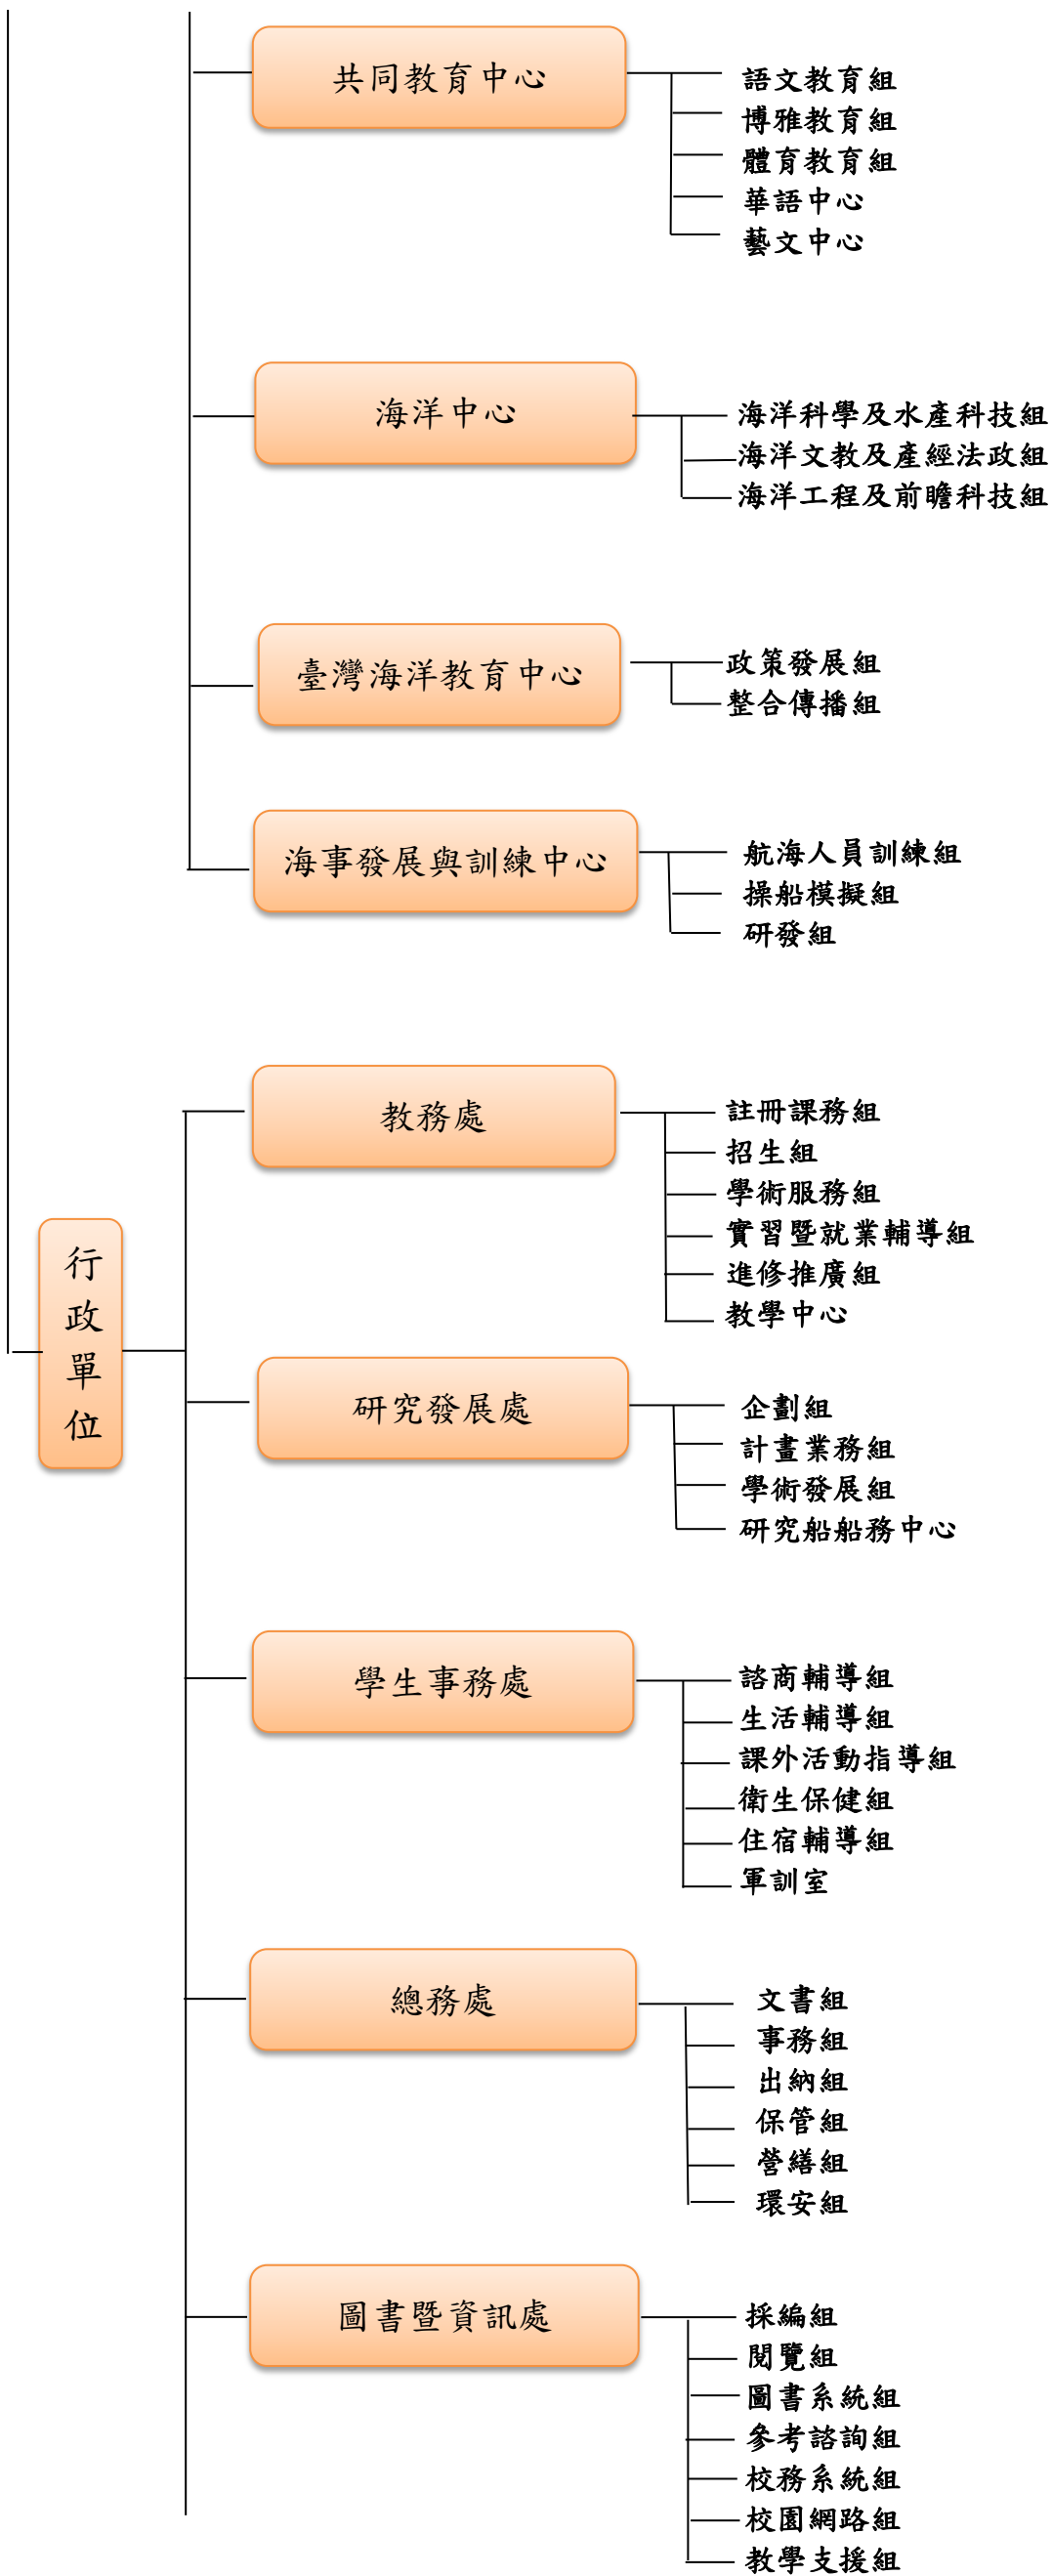 共同教育中心
語文教育組
博雅教育組
體育教育組
華語中心
藝文中心
海洋中心
海洋科學及水產科技組
海洋文教及產經法政組
海洋工程及前瞻科技組
臺灣海洋教育中心
政策發展組
整合傳播組
海事發展與訓練中心
航海人員訓練組
操船模擬組
研發組
行政單位
教務處
註冊課務組
招生組
學術服務組
實習暨就業輔導組
進修推廣組
教學中心
研究發展處
企劃組
計畫業務組
學術發展組
研究船船務中心
學生事務處
諮商輔導組
生活輔導組
課外活動指導組
衛生保健組
住宿輔導組
軍訓室
總務處
文書組
事務組
出納組
保管組
營繕組
環安組
圖書暨資訊處
採編組
閱覽組
圖書系統組
參考諮詢組
校務系統組
校園網路組
教學支援組